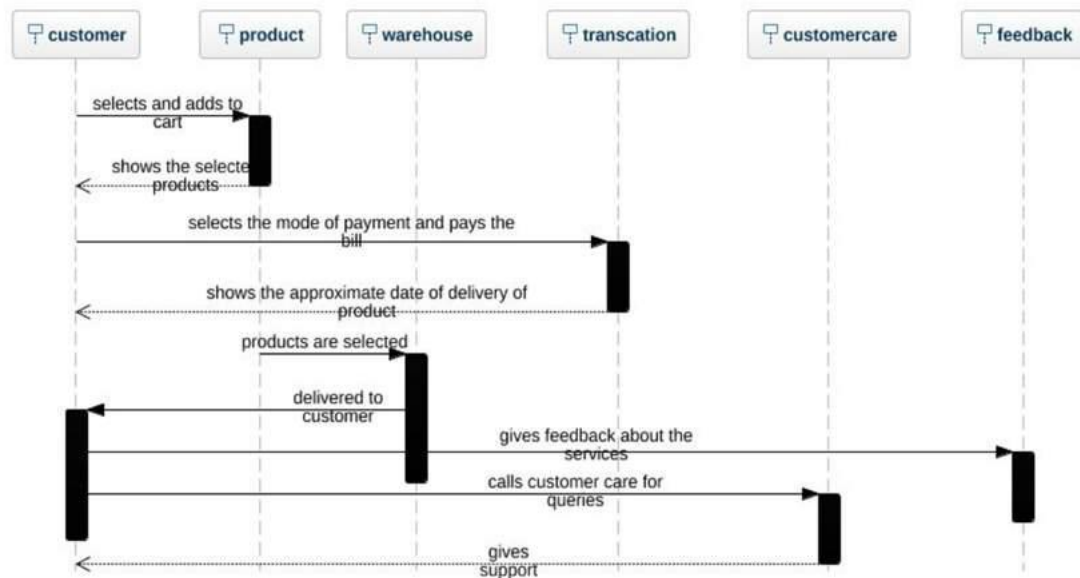 customer
product
warehouse
transcation
customercare
feedback
selects and adds to
cart
shows the selecte
products
selects the mode of payment and pays the
bill
shows the approximate date of delivery of
product
products are selected
delivered to
customer
gives feedback about the
services
calls customer care for
queries
gives
support